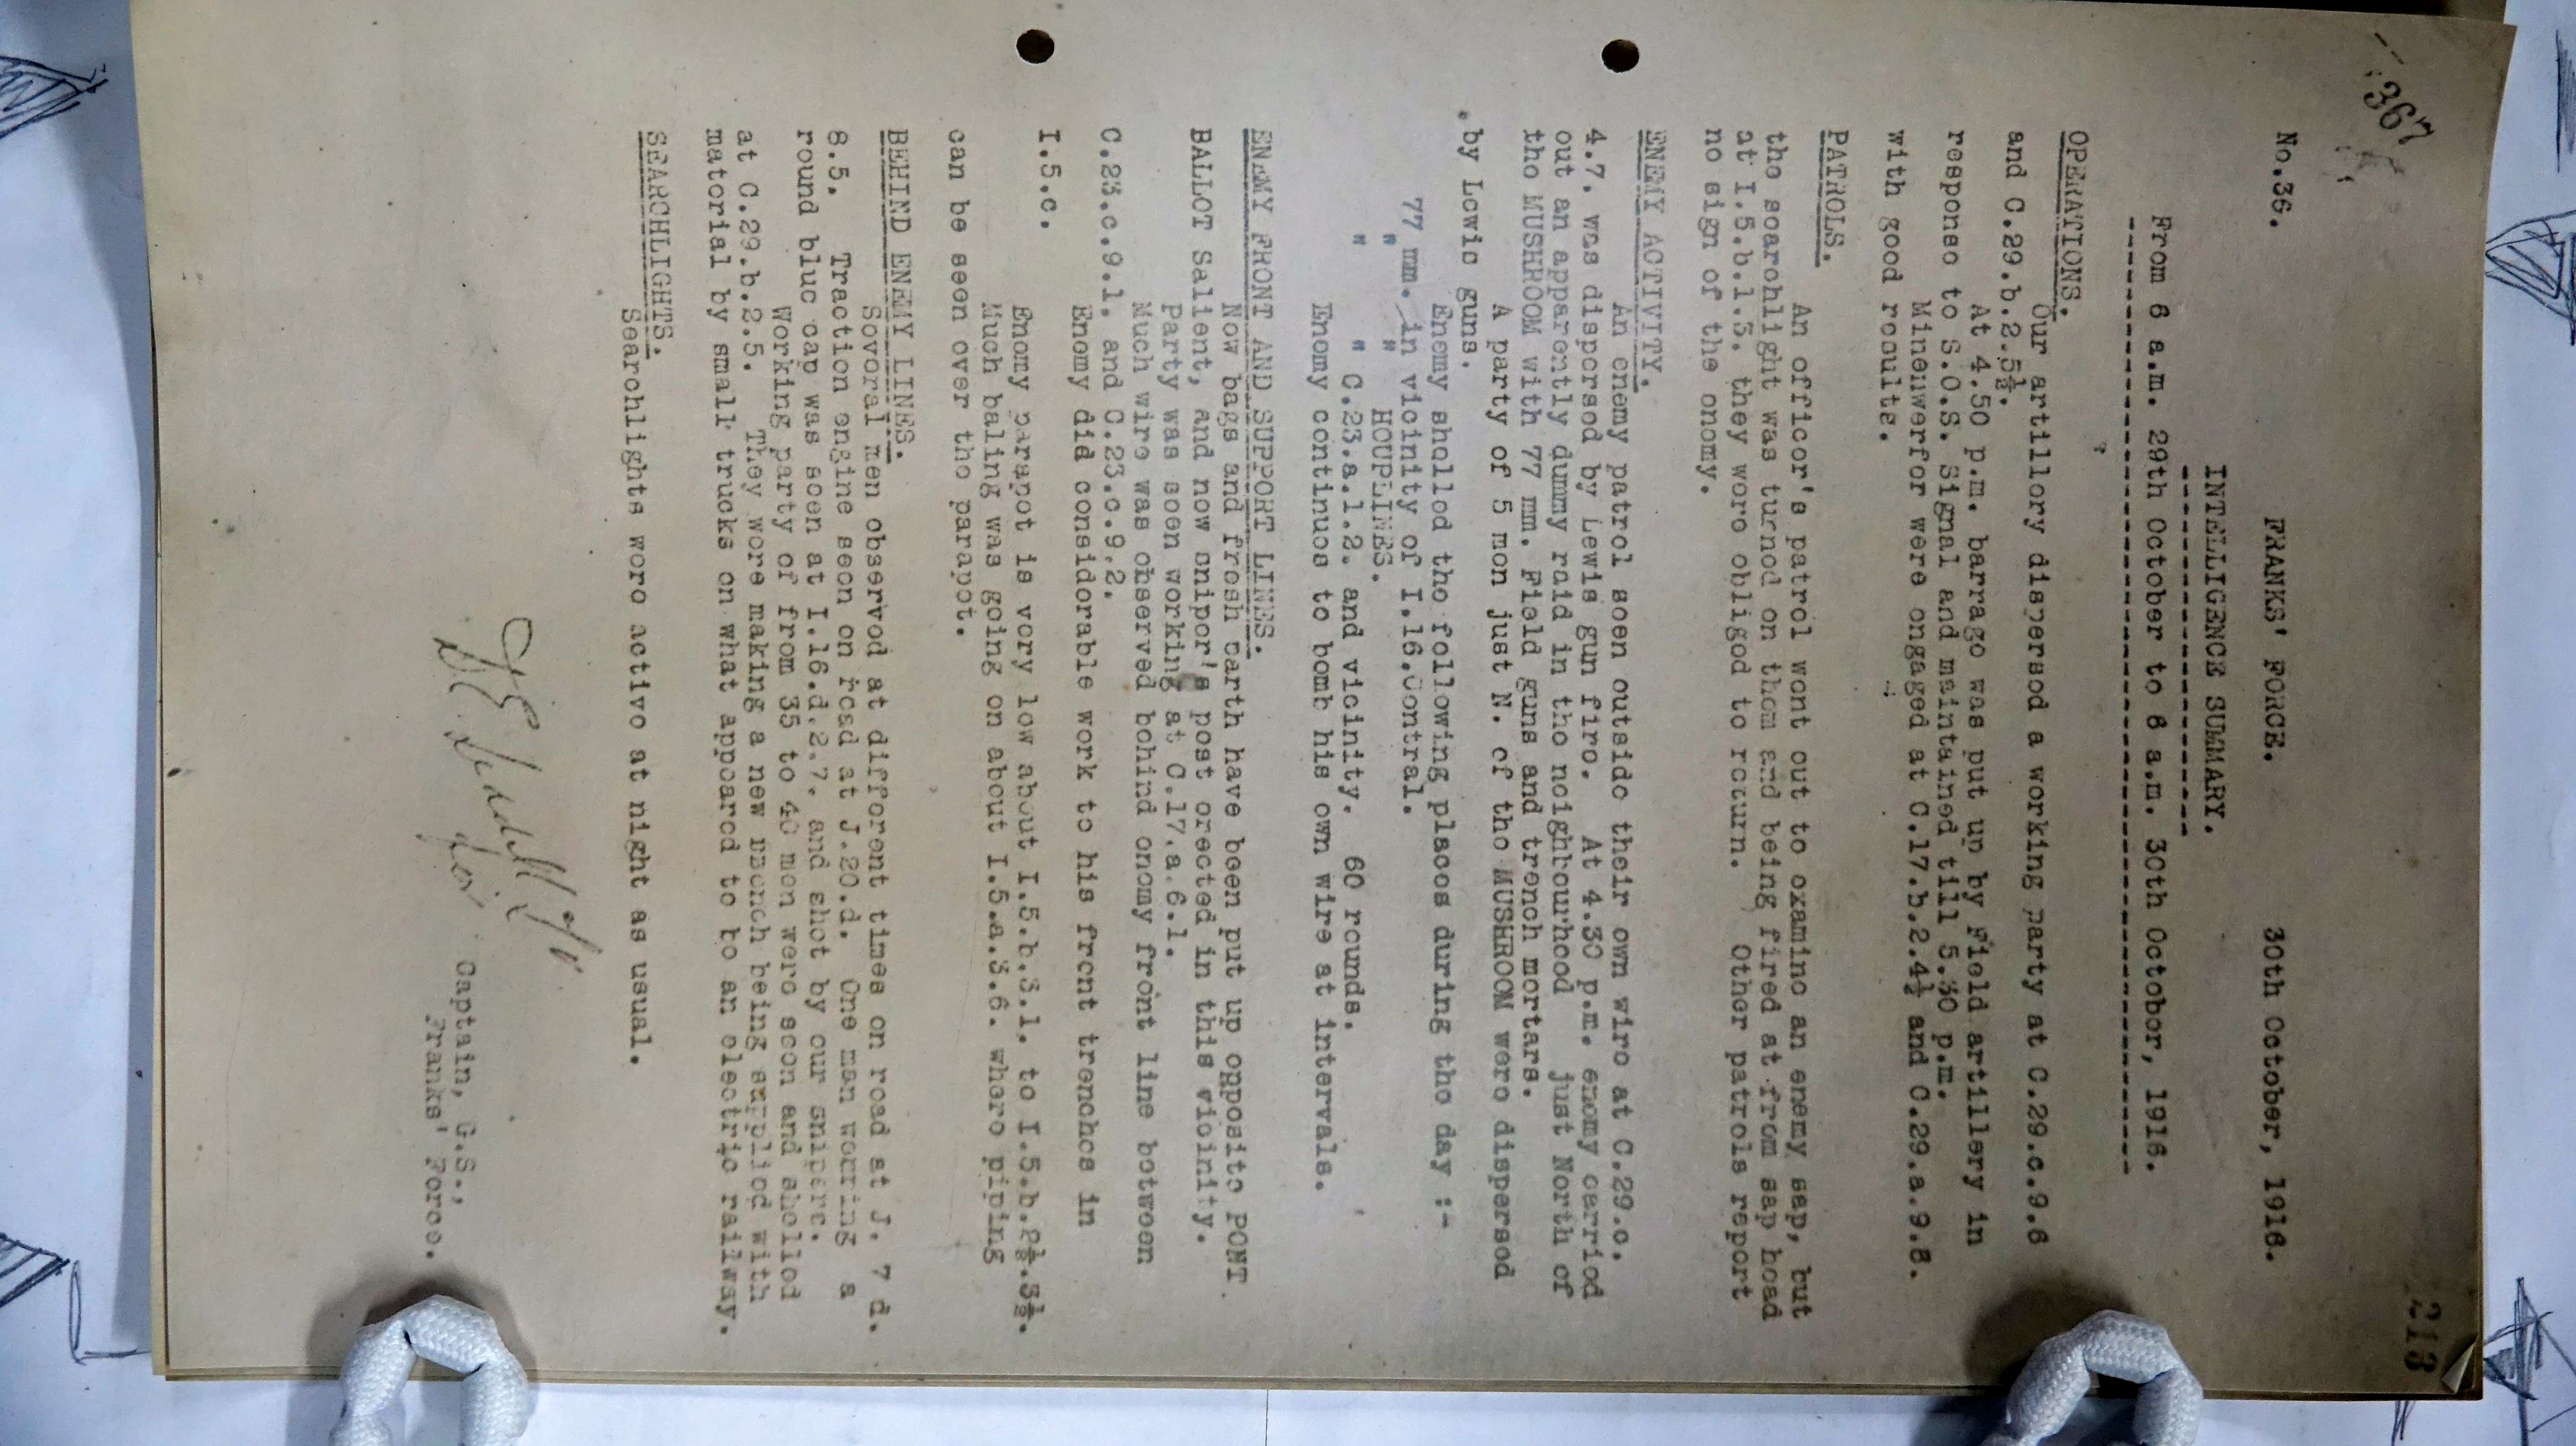 367
213
No.36. FRANKS' FORCE. 30th October, 1916.
INTELLIGENCE SUMMARY.
From 6 a.m. 29th October to 6 a.m. 30th October, 1916.
OPERATIONS.
Our artillery dispersed a working party at C.29.c.9.6
and C.29.b.2.5½.
At 4.50 p.m. barrage was put up by Field artillery in
response to S.O.S. Signal and maintained till 5.30 p.m.
Minenwerfer were engaged at C.17.b.2.4½ and C.29.a.9.8.
with good results.
PATROLS.
An officer's patrol went out to examine an enemy sap, but
the searchlight was turned on them and being fired at from sap head
at I.5.b.1.3. they were obliged to return. Other patrols report
no sign of the enemy.
ENEMY ACTIVITY.
An enemy patrol seen outside their own wire at C.29.c.
4.7. was dispersed by Lewis gun fire. At 4.30 p.m. enemy carried
out an apparently dummy raid in the neighbourhood just North of
the MUSHROOM with 77 mm. Field guns and trench mortars.
A party of 5 men just N. of the MUSHROOM were dispersed
by Lewis guns.
Enemy shelled the following places during the day :-
77 mm. in vicinity of I.16.Central.
" " HOUPLINES.
" " C.23.a.1.2. and vicinity. 60 rounds.
Enemy continues to bomb his own wire at intervals.
ENEMY FRONT AND SUPPORT LINES.
New bags and fresh earth have been put up opposite PONT
BALLOT Salient, and new sniper's post erected in this vicinity.
Party was seen working at C.17.a.6.1.
Much wire was observed behind enemy front line between
C.23.c.9.1. and C.23.c.9.2.
Enemy did considerable work to his front trenches in
I.5.c.
Enemy parapet is very low about I.5.b.3.1. to I.5.b.2½.3½.
Much baling was going on about I.5.a.3.6. where piping
can be seen over the parapet.
BEHIND ENEMY LINES.
Several men observed at different times on road at J. 7 d.
8.5. Traction engine seen on road at J.20.d. One man wearing a
round blue cap was seen at I.16.d.2.7. and shot by our snipers.
Working party of from 35 to 40 men were seen and shelled
at C.29.b.2.5. They were making a new trench being supplied with
material by small trucks on what appeared to be an electric railway.
SEARCHLIGHTS.
Searchlights were active at night as usual.
for Captain, G.S.,
Franks' Force.